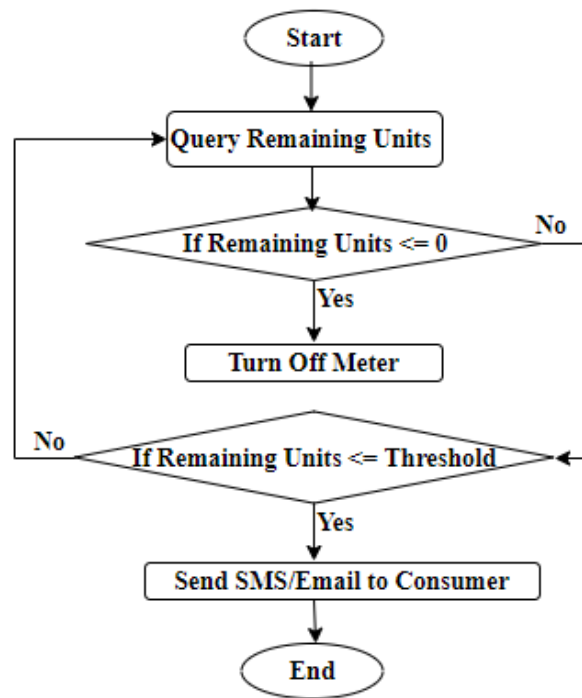 Start
Query Remaining Units
If Remaining Units <= 0
No
Yes
Turn Off Meter
No
If Remaining Units <= Threshold
Yes
Send SMS/Email to Consumer
End